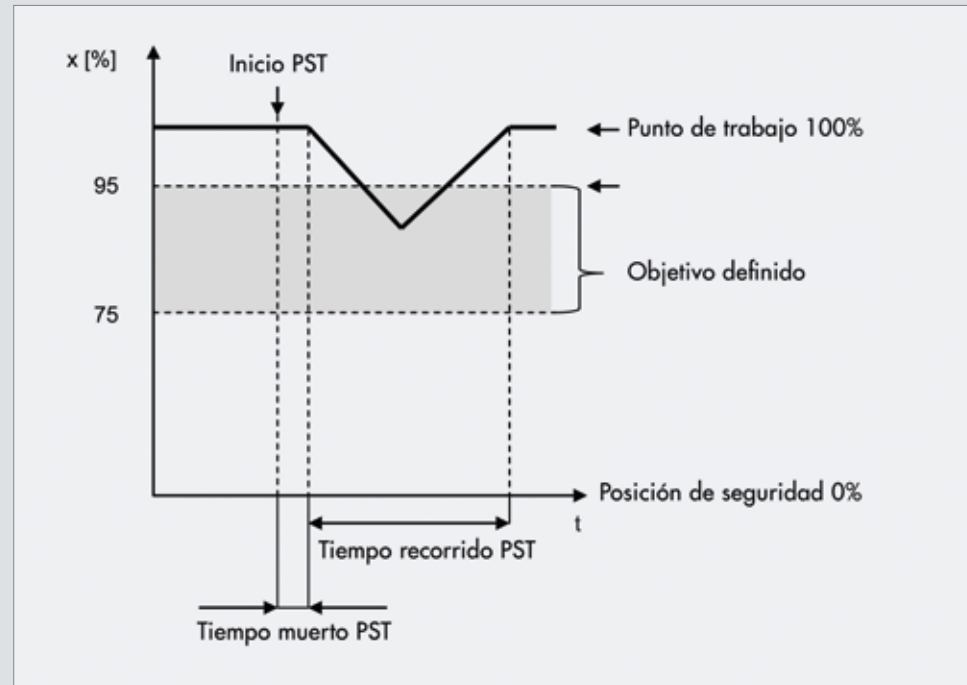 x [%]
Inicio PST
Punto de trabajo 100%
95
Objetivo definido
75
Posición de seguridad 0%
t
Tiempo recorrido PST
Tiempo muerto PST